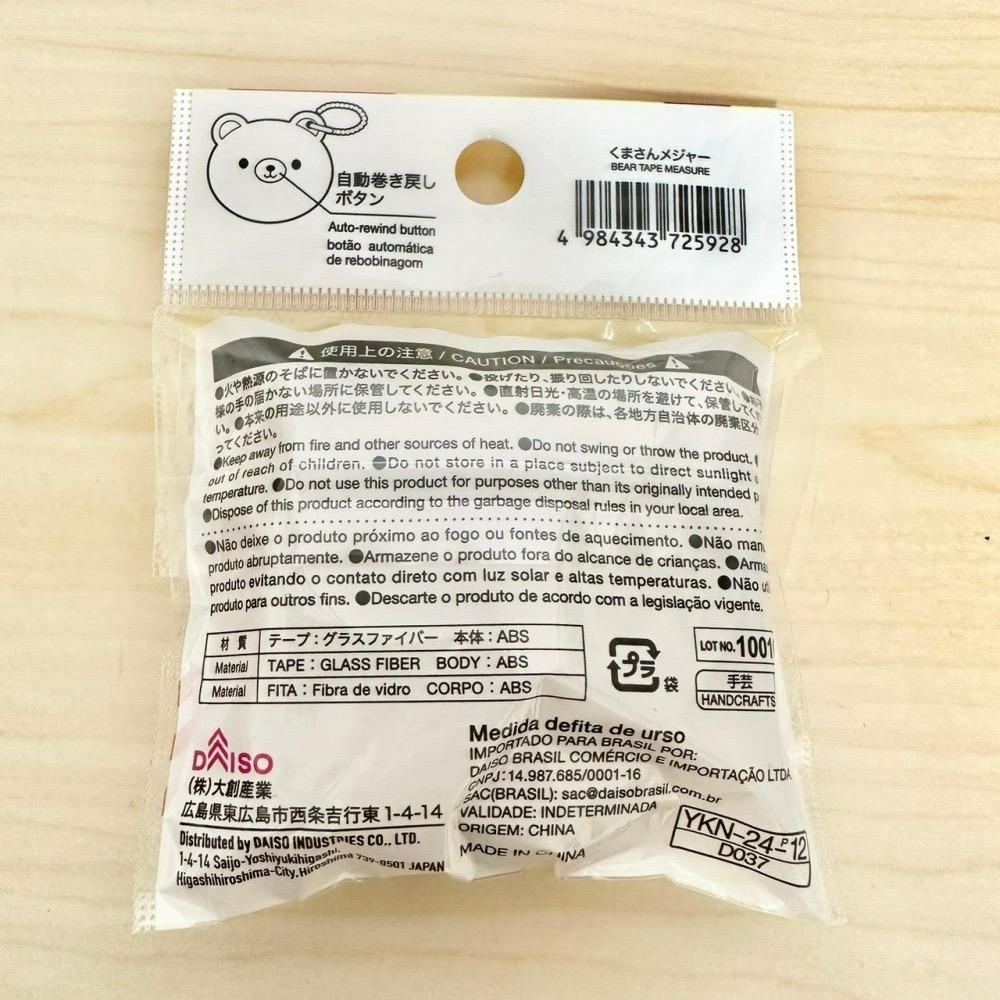 自動巻き戻し
ボタン
Auto-rewind button
botão automática
de rebobinagom
くまさんメジャー
BEAR TAPE MEASURE
4 984343 725928
使用上の注意 / CAUTION / Precauções
●火や熱源のそばに置かないでください。●投げたり、振り回したりしないでください。
様の手の届かない場所に保管してください。●直射日光・高温の場所を避けて、保管してく
い。●本来の用途以外に使用しないでください。●廃棄の際は、各地方自治体の廃棄区分
ってください。
●Keep away from fire and other sources of heat. ●Do not swing or throw the product.
out of reach of children. ●Do not store in a place subject to direct sunlight
temperature. ●Do not use this product for purposes other than its originally intended
●Dispose of this product according to the garbage disposal rules in your local area.
●Não deixe o produto próximo ao fogo ou fontes de aquecimento. ●Não man
produto abruptamente. ●Armazene o produto fora do alcance de crianças. ●Arma
produto evitando o contato direto com luz solar e altas temperaturas. ●Não
produto para outros fins. ●Descarte o produto de acordo com a legislação vigente.
材質 テープ:グラスファイバー 本体:ABS
Material TAPE : GLASS FIBER BODY : ABS
Material FITA : Fibra de vidro CORPO : ABS
プラ
袋
LOT NO. 1001
手芸
HANDCRAFTS
DAISO
(株)大創産業
広島県東広島市西条吉行東1-4-14
Distributed by DAISO INDUSTRIES CO., LTD.
1-4-14 Saijo-Yoshiyukihigashi,
Higashihiroshima-City, Hiroshima 739-8501 JAPAN
Medida defita de urso
IMPORTADO PARA BRASIL POR:
DAISO BRASIL COMÉRCIO E IMPORTAÇÃO LTDA
CNPJ: 14.987.685/0001-16
SAC(BRASIL): sac@daisobrasil.com.br
VALIDADE: INDETERMINADA
ORIGEM: CHINA
MADE IN CHINA
YKN-24-P12
D037